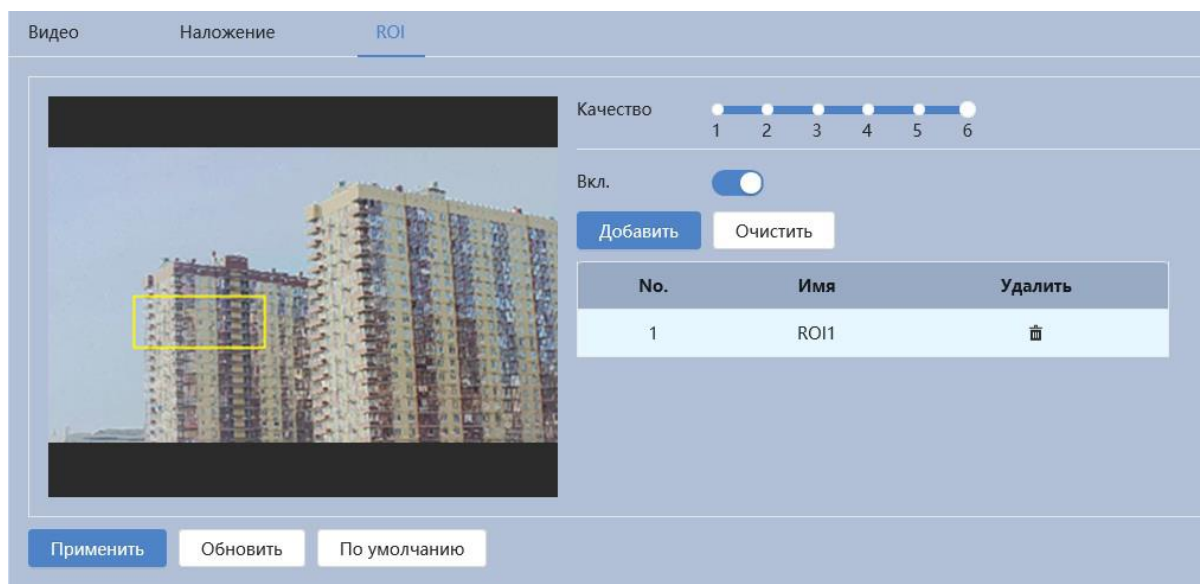 Видео Наложение ROI
Качество
1 2 3 4 5 6
Вкл.
Добавить Очистить
No. Имя Удалить
1 ROI1
Применить Обновить По умолчанию